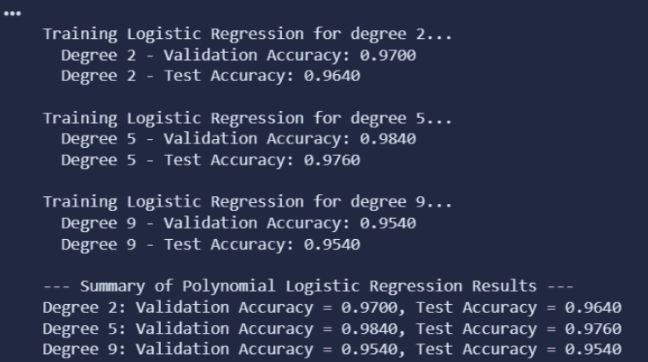 ...
Training Logistic Regression for degree 2...
Degree 2 - Validation Accuracy: 0.9700
Degree 2 - Test Accuracy: 0.9640
Training Logistic Regression for degree 5...
Degree 5 - Validation Accuracy: 0.9840
Degree 5 - Test Accuracy: 0.9760
Training Logistic Regression for degree 9...
Degree 9 - Validation Accuracy: 0.9540
Degree 9 - Test Accuracy: 0.9540
--- Summary of Polynomial Logistic Regression Results ---
Degree 2: Validation Accuracy = 0.9700, Test Accuracy = 0.9640
Degree 5: Validation Accuracy = 0.9840, Test Accuracy = 0.9760
Degree 9: Validation Accuracy = 0.9540, Test Accuracy = 0.9540